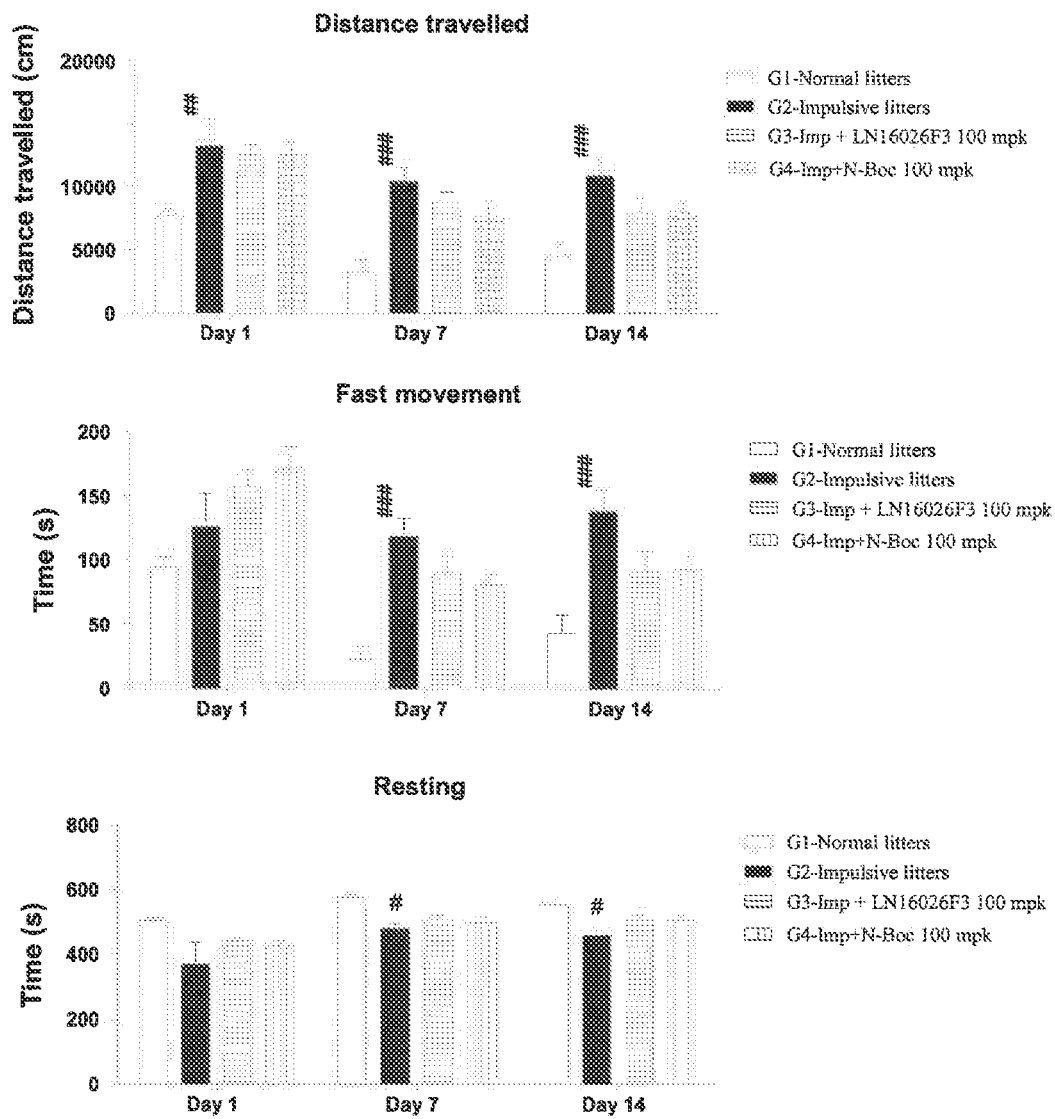 Distance travelled
Distance travelled (cm)
20000
10000
5000
0
##
##
##
Day 1
Day 7
Day 14
G1-Normal litters
G2-Impulsive litters
G3-Imp + LN16026F3 100 mpk
G4-Imp+N-Boc 100 mpk
Fast movement
Time (s)
200
150
100
50
0
##
##
Day 1
Day 7
Day 14
G1-Normal litters
G2-Impulsive litters
G3-Imp + LN16026F3 100 mpk
G4-Imp+N-Boc 100 mpk
Resting
Time (s)
800
600
400
200
0
#
#
Day 1
Day 7
Day 14
G1-Normal litters
G2-Impulsive litters
G3-Imp + LN16026F3 100 mpk
G4-Imp+N-Boc 100 mpk